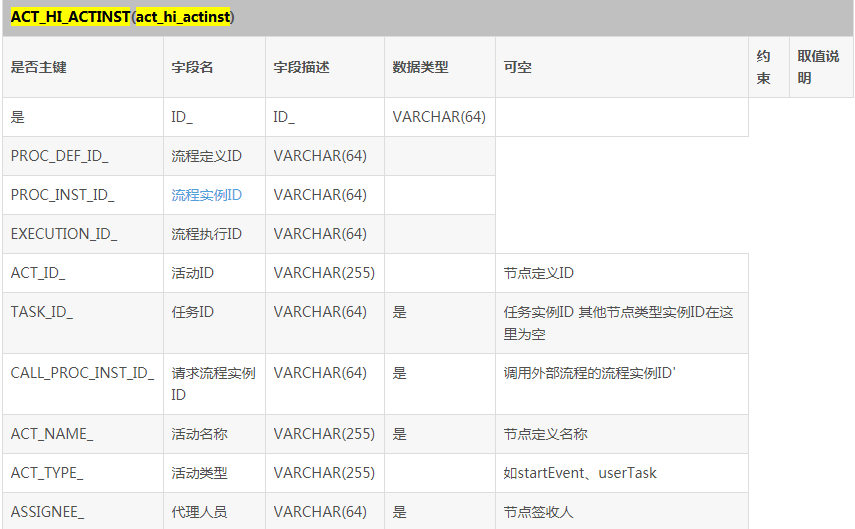 ACT_HI_ACTINST(act_hi_actinst)
是否主键 字段名 字段描述 数据类型 可空 约束 取值说明
是 ID_ ID_ VARCHAR(64)
PROC_DEF_ID_ 流程定义ID VARCHAR(64)
PROC_INST_ID_ 流程实例ID VARCHAR(64)
EXECUTION_ID_ 流程执行ID VARCHAR(64)
ACT_ID_ 活动ID VARCHAR(255) 节点定义ID
TASK_ID_ 任务ID VARCHAR(64) 是 任务实例ID 其他节点类型实例ID在这里为空
CALL_PROC_INST_ID_ 请求流程实例ID VARCHAR(64) 是 调用外部流程的流程实例ID'
ACT_NAME_ 活动名称 VARCHAR(255) 是 节点定义名称
ACT_TYPE_ 活动类型 VARCHAR(255) 如startEvent、userTask
ASSIGNEE_ 代理人员 VARCHAR(64) 是 节点签收人